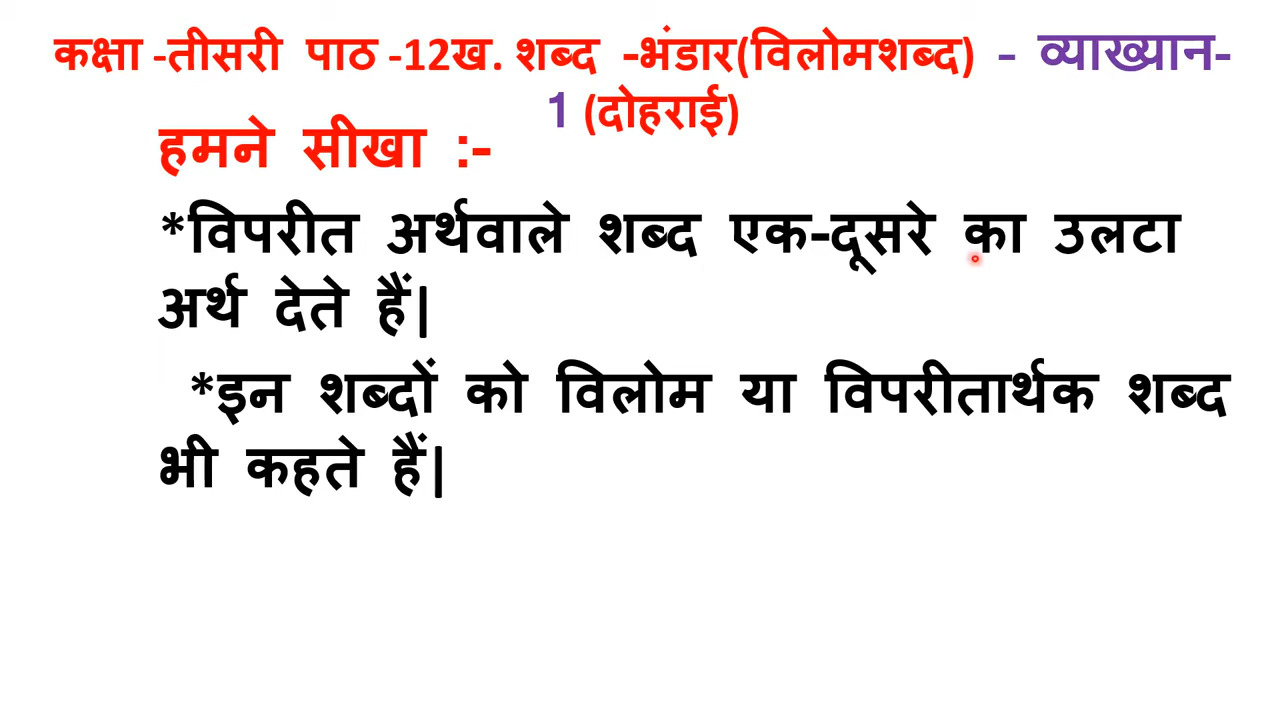 कक्षा -तीसरी पाठ -12ख. शब्द -भंडार(विलोमशब्द) - व्याख्यान-
1 (दोहराई)
हमने सीखा :-
*विपरीत अर्थवाले शब्द एक-दूसरे का उलटा
अर्थ देते हैं|
*इन शब्दों को विलोम या विपरीतार्थक शब्द
भी कहते हैं|